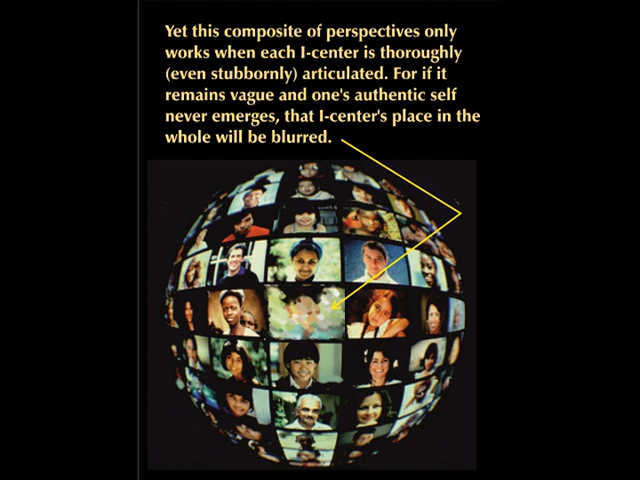 Yet this composite of perspectives only
works when each I-center is thoroughly
(even stubbornly) articulated. For if it
remains vague and one's authentic self
never emerges, that I-center's place in the
whole will be blurred.